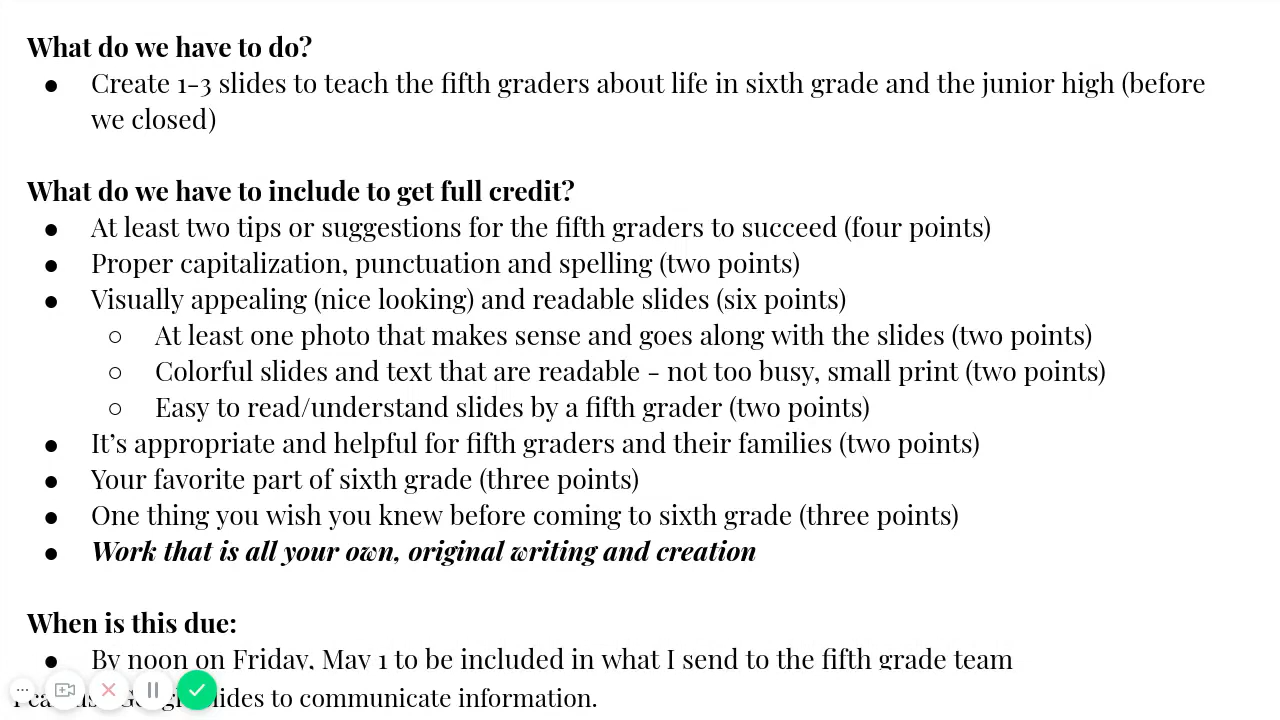 What do we have to do?
● Create 1-3 slides to teach the fifth graders about life in sixth grade and the junior high (before
we closed)
What do we have to include to get full credit?
● At least two tips or suggestions for the fifth graders to succeed (four points)
● Proper capitalization, punctuation and spelling (two points)
● Visually appealing (nice looking) and readable slides (six points)
○ At least one photo that makes sense and goes along with the slides (two points)
○ Colorful slides and text that are readable - not too busy, small print (two points)
○ Easy to read/understand slides by a fifth grader (two points)
● It’s appropriate and helpful for fifth graders and their families (two points)
● Your favorite part of sixth grade (three points)
● One thing you wish you knew before coming to sixth grade (three points)
● Work that is all your own, original writing and creation
When is this due:
● By noon on Friday, May 1 to be included in what I send to the fifth grade team
to communicate information.